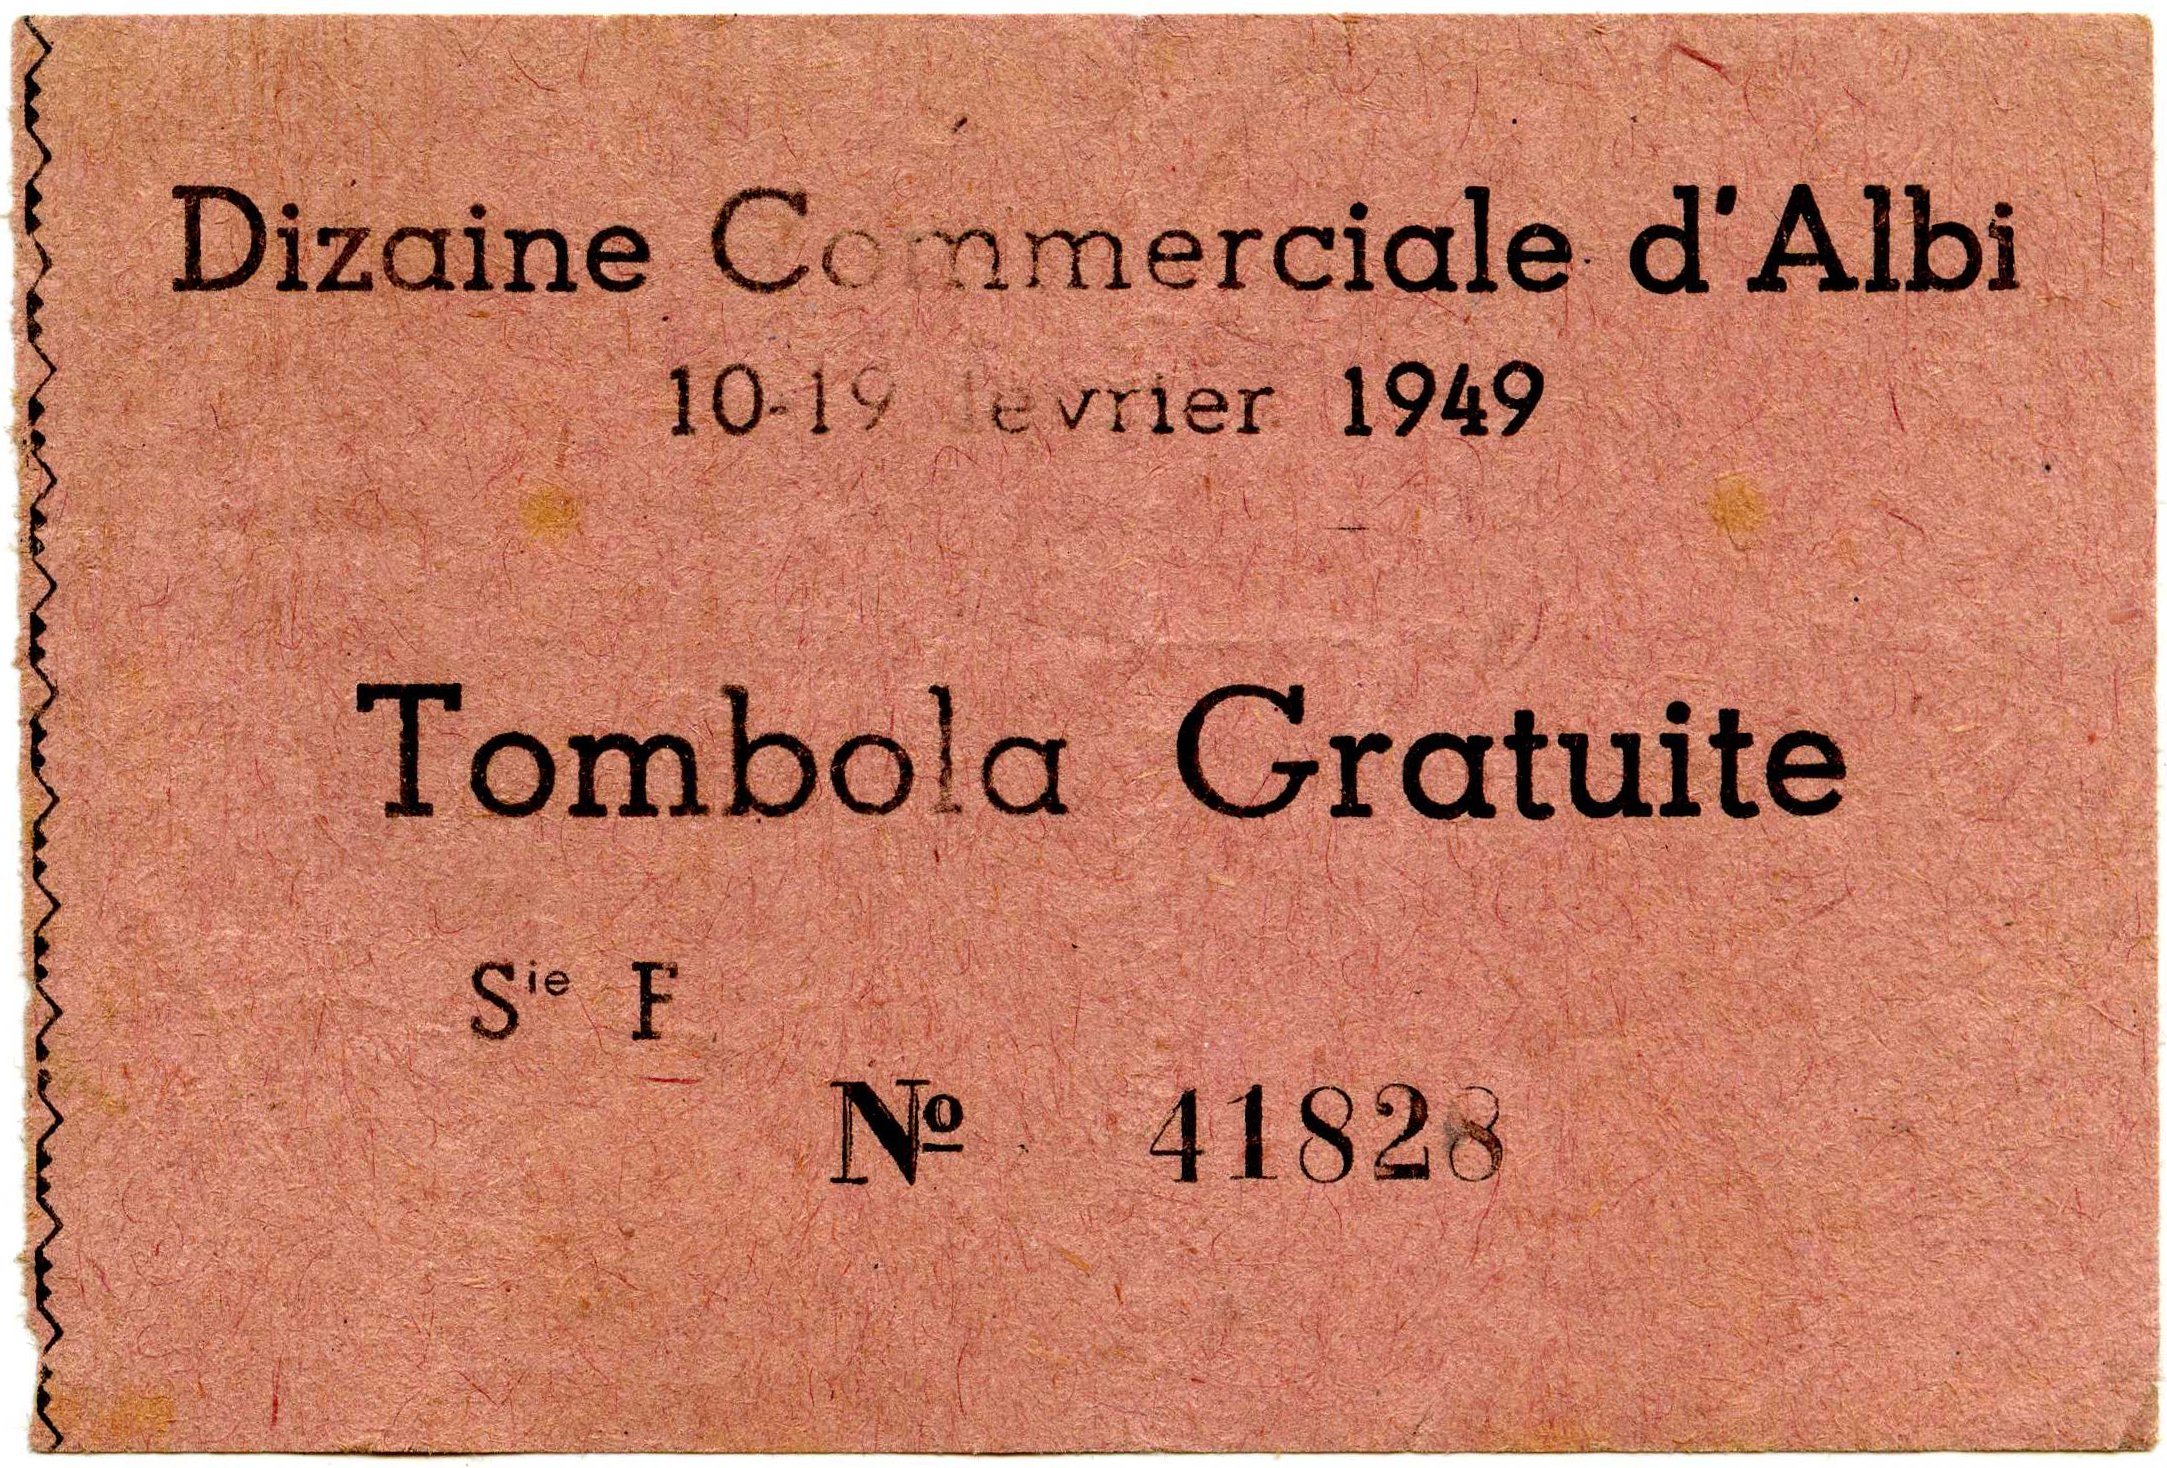 Dizaine Commerciale d'Albi
10-19 février 1949
Tombola Gratuite
Sie F
Nº 41828